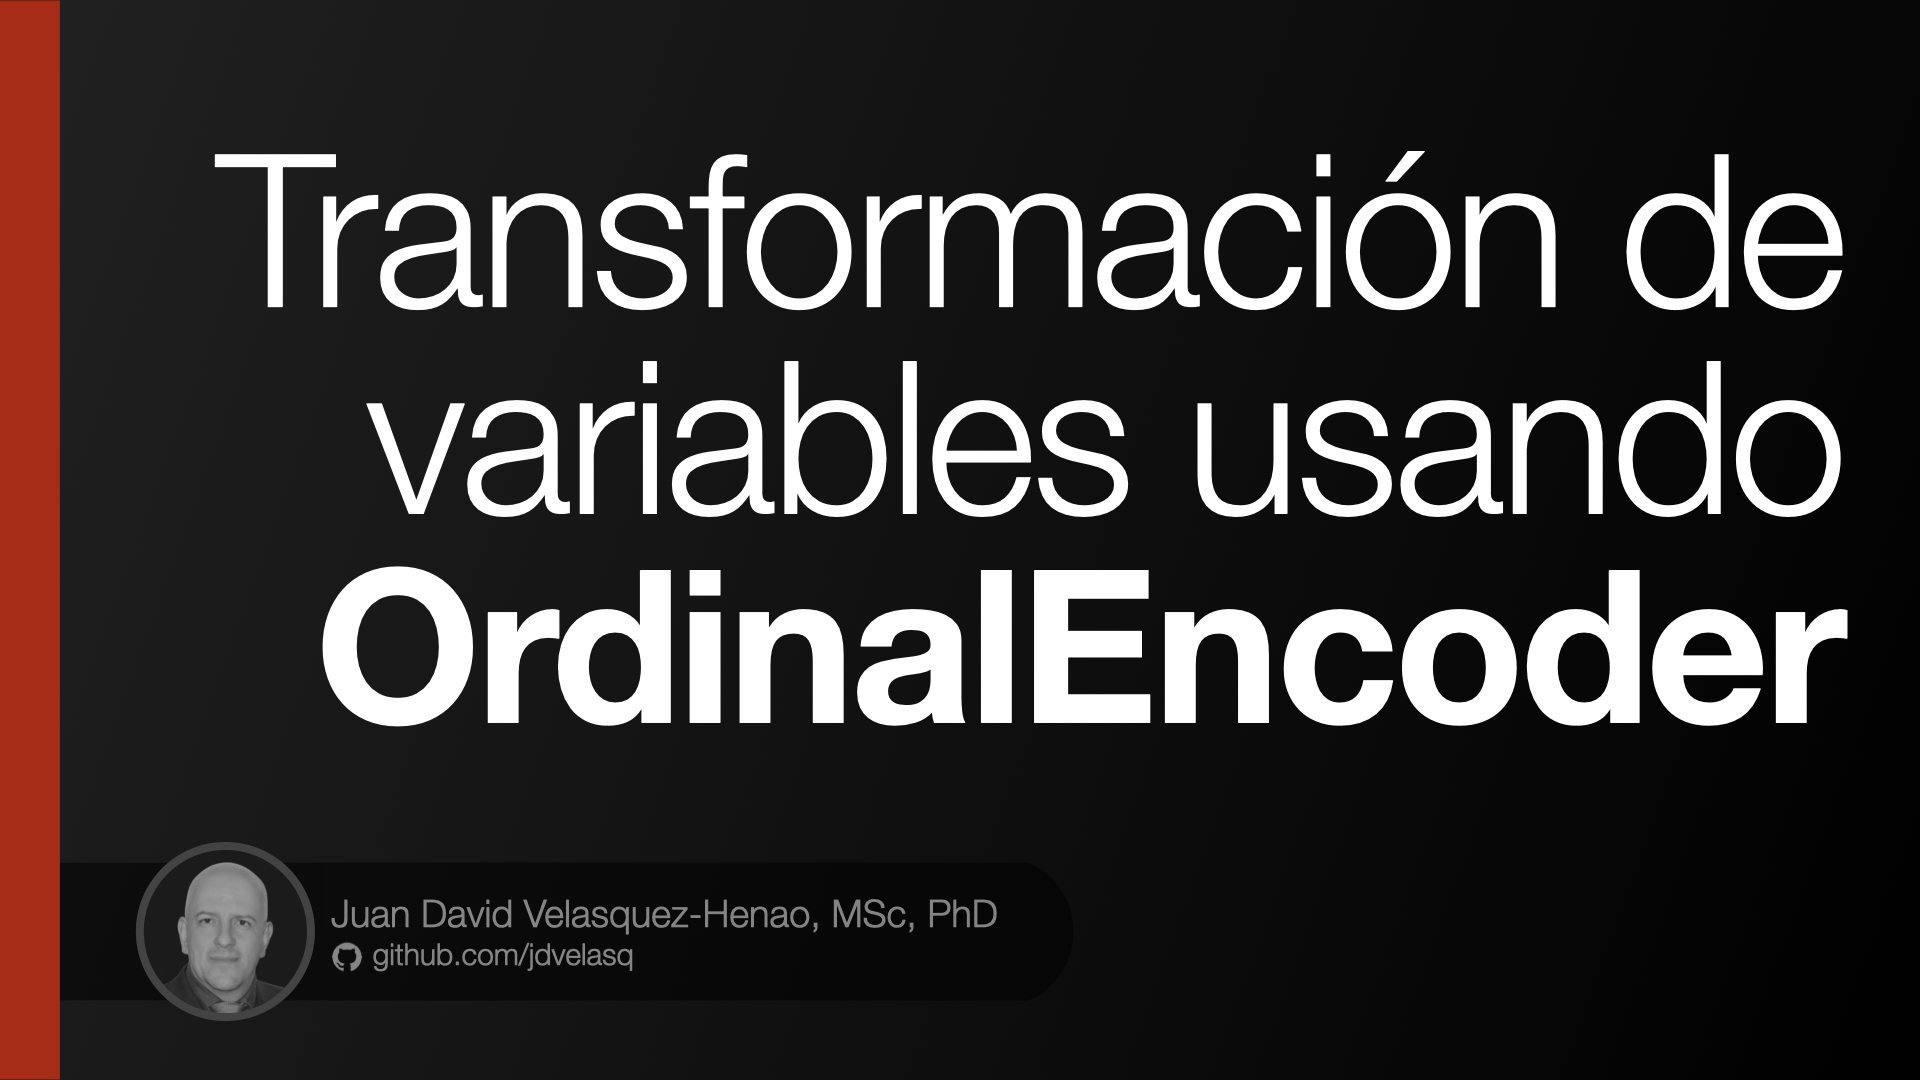 Transformación de
variables usando
OrdinalEncoder
Juan David Velasquez-Henao, MSc, PhD
github.com/jdvelasq